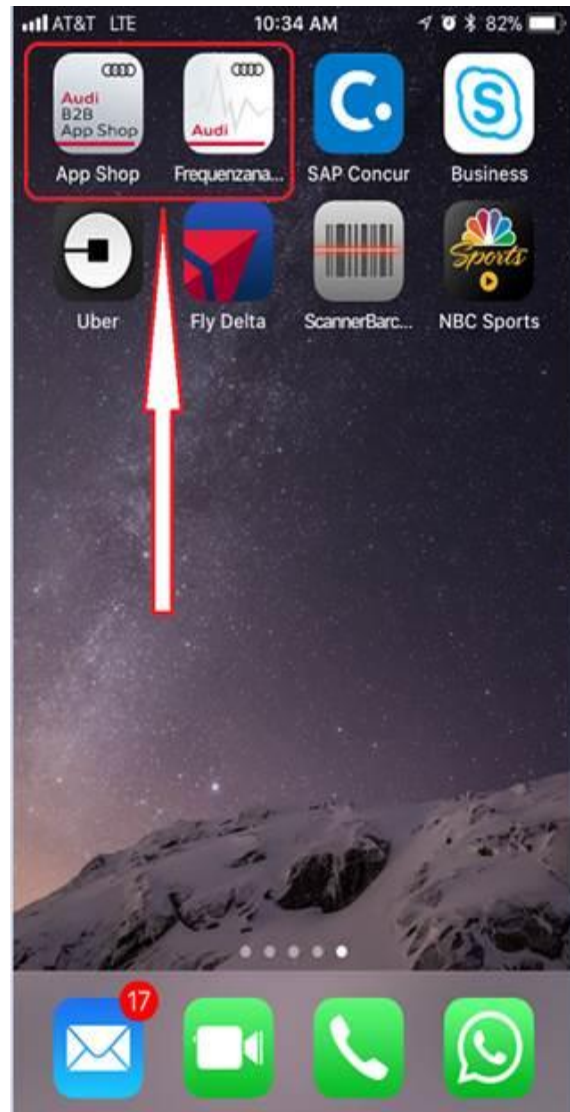 AT&T LTE 10:34 AM 82%
Audi
B2B
App Shop
Audi
C.
S
Sports
App Shop Frequenzana... SAP Concur Business
Uber Fly Delta ScannerBarc... NBC Sports
17